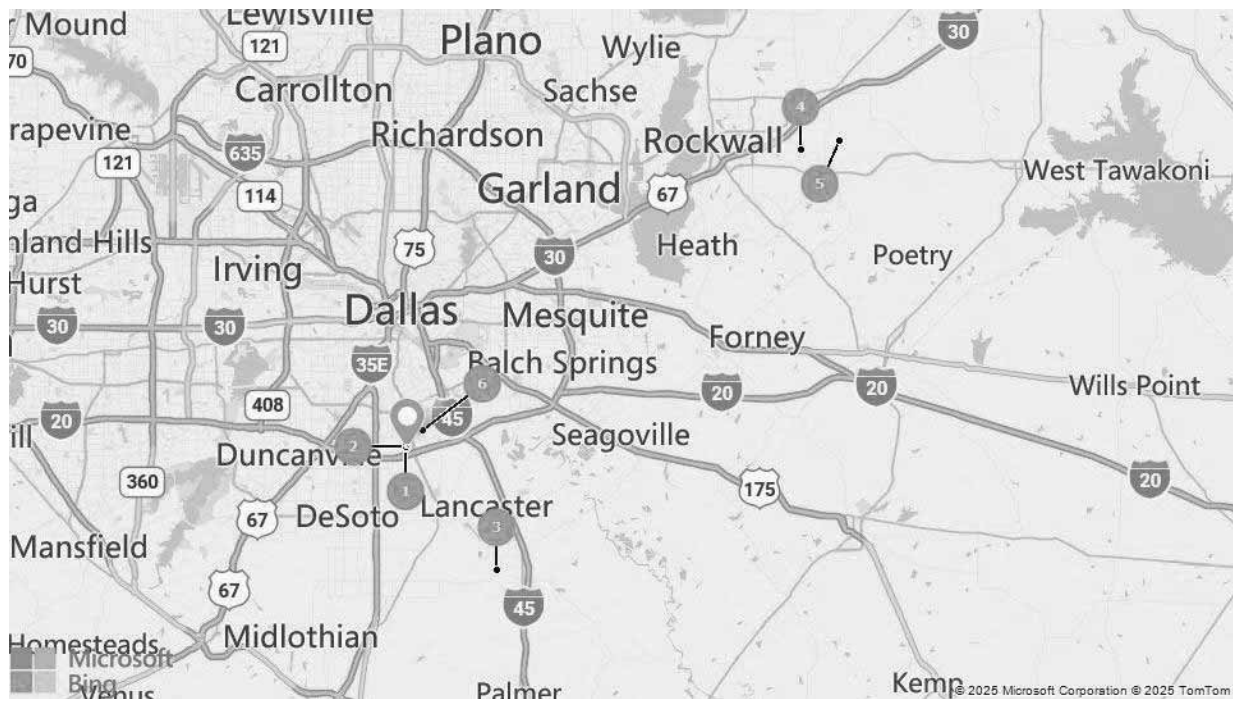 Lewisville
r Mound
Plano
Wylie
30
121
70
Carrollton
Sachse
4
rapevine
Richardson
Rockwall
635
121
West Tawakoni
114
Garland
67
5
ga
nland Hills
75
Heath
30
Poetry
Irving
Hurst
Dallas
Mesquite
30
30
Forney
35E
Balch Springs
6
20
20
Wills Point
408
20
45
ill
2
Duncanville
Seagoville
360
1
Lancaster
175
20
67
DeSoto
3
Mansfield
67
45
Homesteads
Midlothian
Microsoft
Bing
Venus
Palmer
Kemp
© 2025 Microsoft Corporation © 2025 TomTom